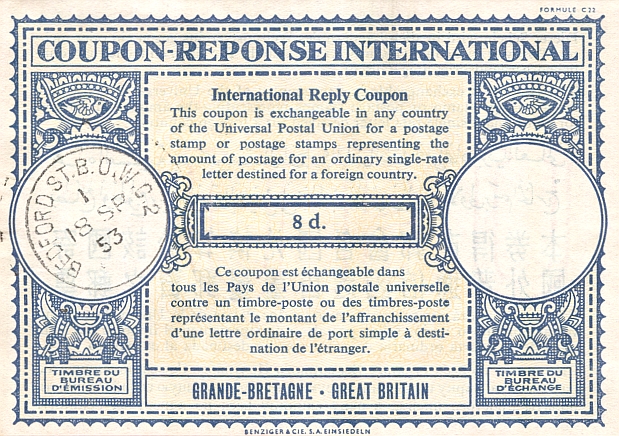 FORMULE C22
COUPON-REPONSE INTERNATIONAL
International Reply Coupon
This coupon is exchangeable in any country
of the Universal Postal Union for a postage
stamp or postage stamps representing the
amount of postage for an ordinary single-rate
letter destined for a foreign country.
BEDFORD ST.B.O.,W.C.2
1
18 SP
53
8 d.
Ce coupon est échangeable dans
tous les Pays de l'Union postale universelle
contre un timbre-poste ou des timbres-poste
représentant le montant de l'affranchissement
d'une lettre ordinaire de port simple à desti-
nation de l'étranger.
TIMBRE DU
BUREAU
D'ÉMISSION
GRANDE-BRETAGNE · GREAT BRITAIN
TIMBRE DU
BUREAU
D'ÉCHANGE
BENZIGER & CIE. S.A. EINSIEDELN